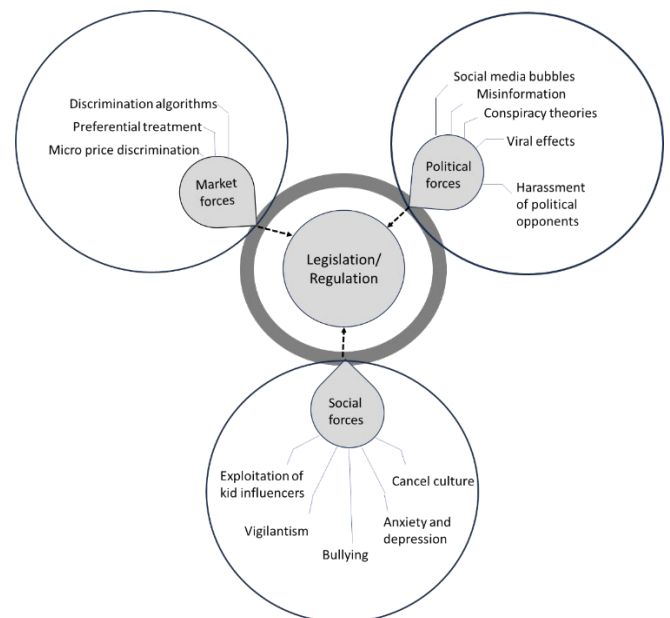 Discrimination algorithms
Preferential treatment
Micro price discrimination
Market
forces
Social media bubbles
Misinformation
Conspiracy theories
Viral effects
Political
forces
Harassment
of political
opponents
Legislation/
Regulation
Social
forces
Exploitation of
kid influencers
Cancel culture
Vigilantism
Anxiety and
depression
Bullying